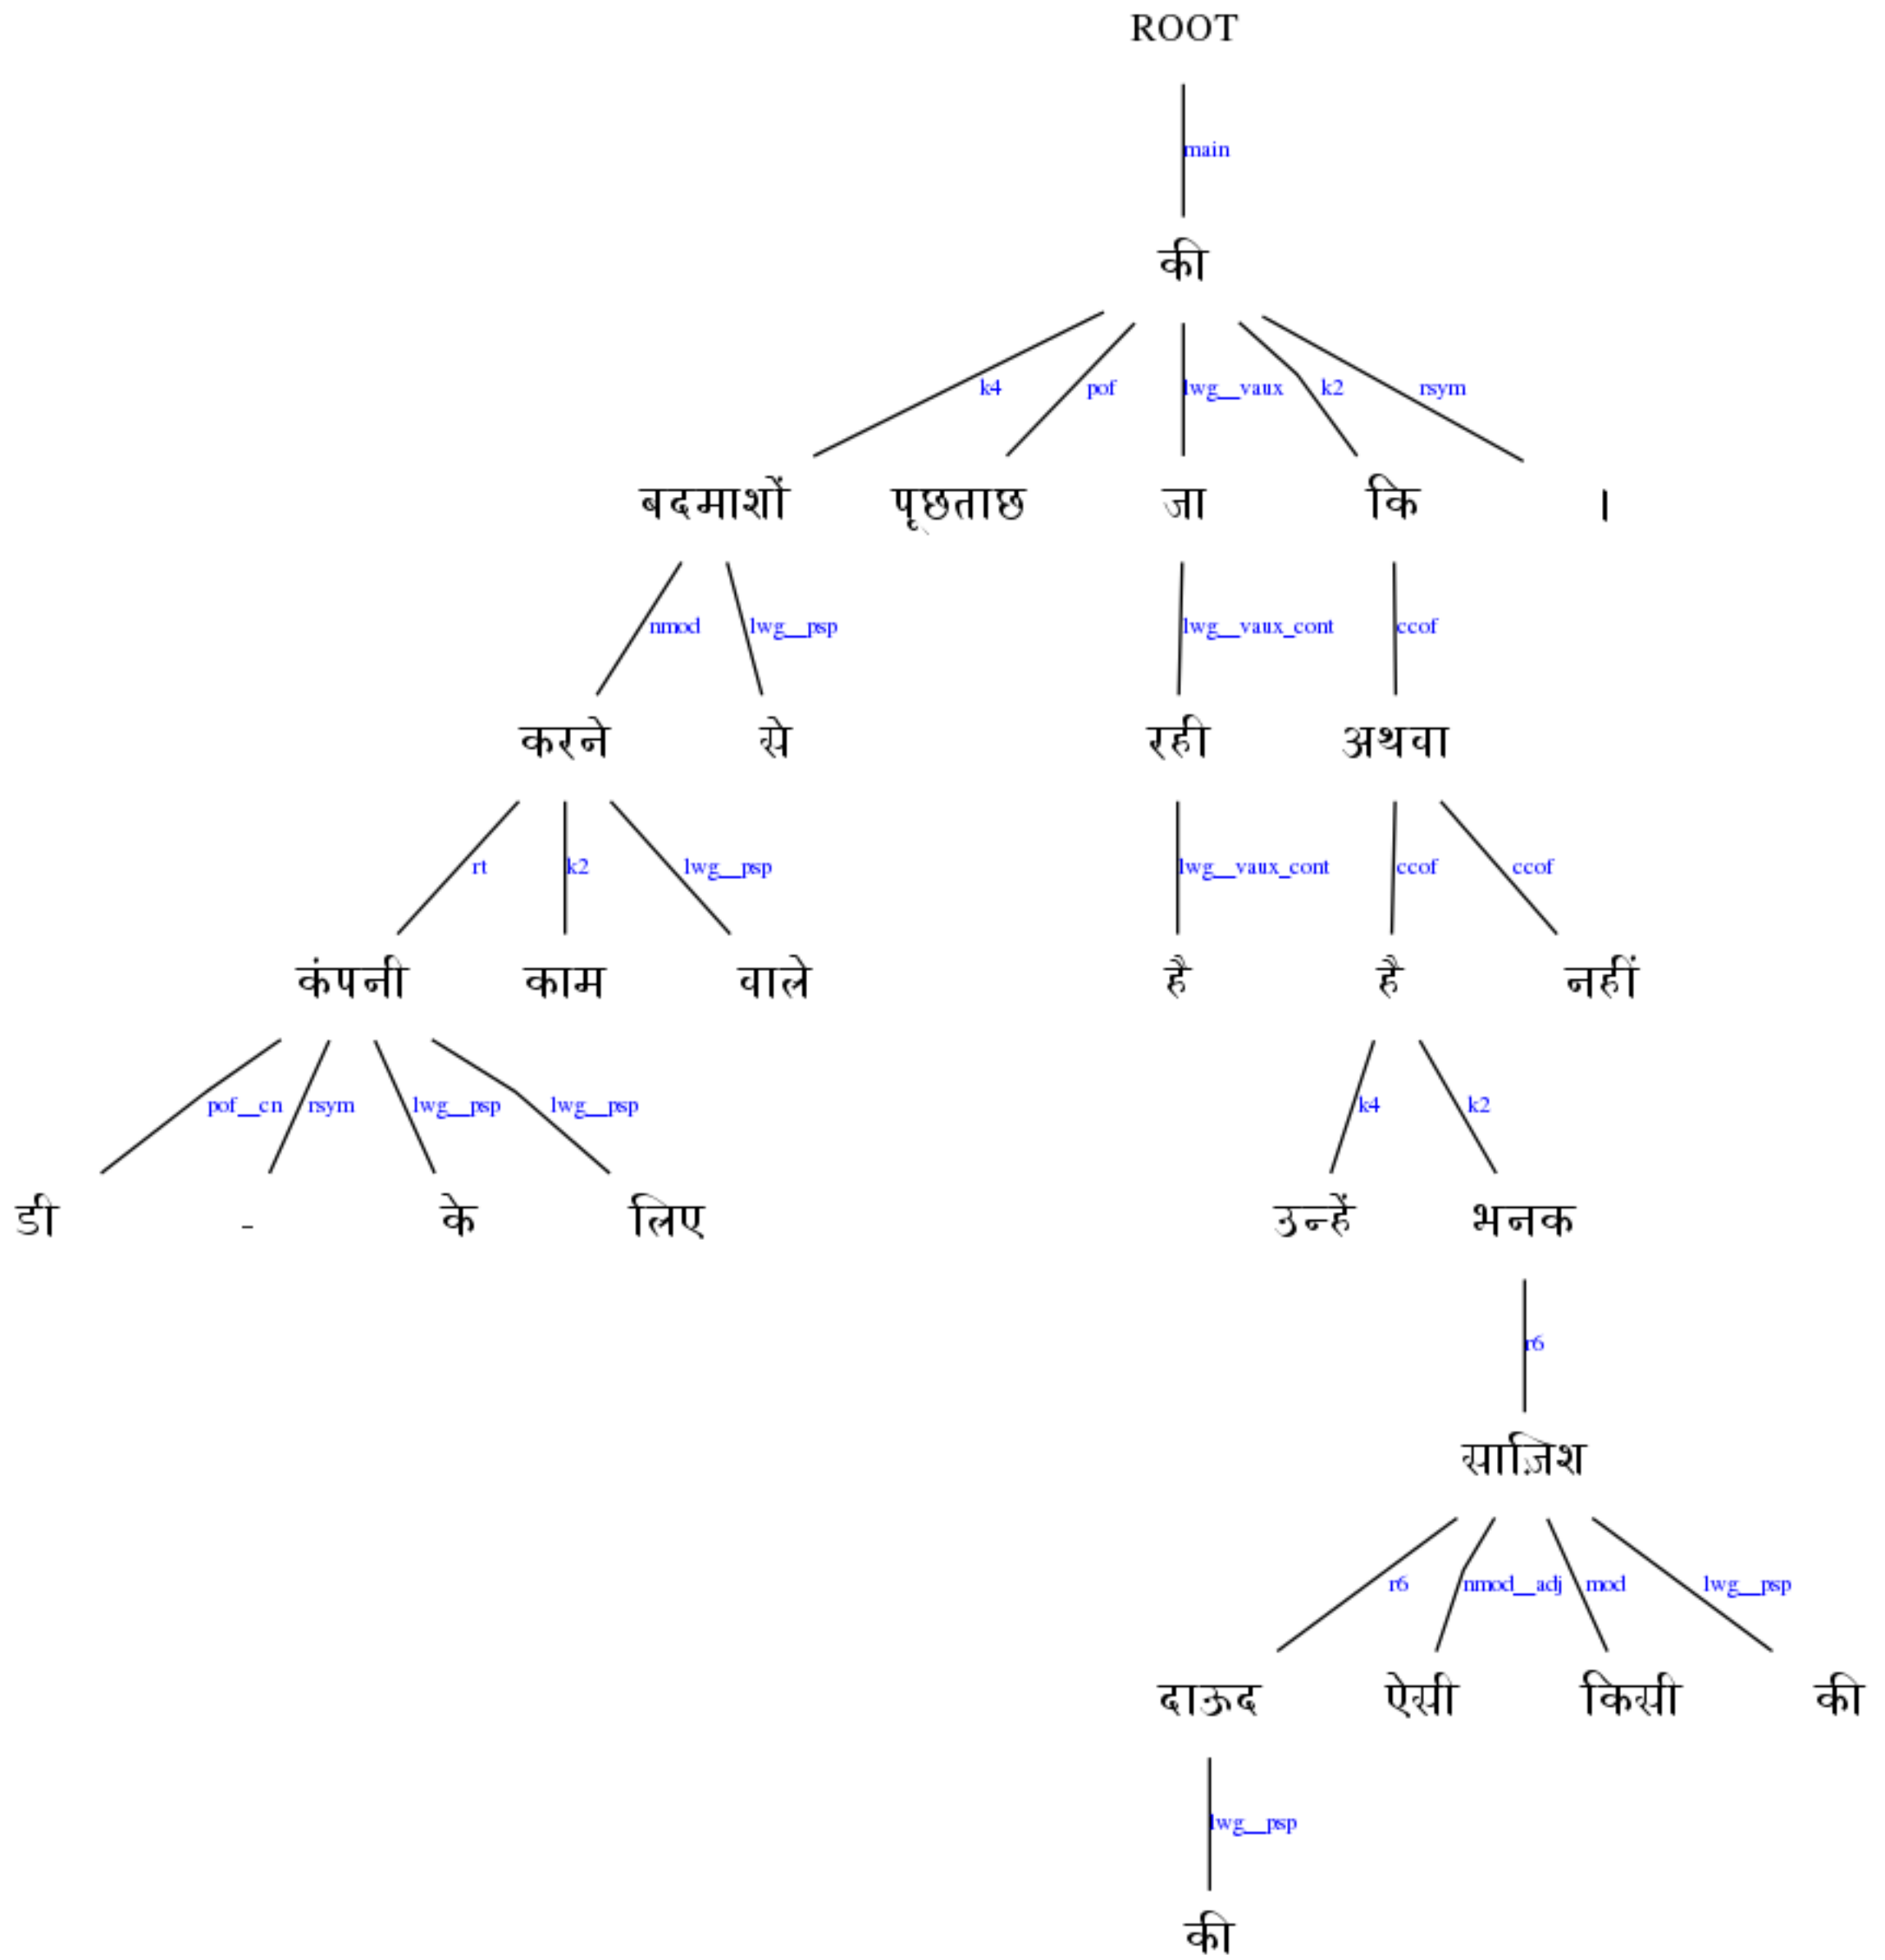 ROOT
main
की
k4 pof lwg__vaux k2 rsym
बदमाशों पूछताछ जा कि ।
nmod lwg__psp lwg__vaux_cont ccof
करने से रही अथवा
rt k2 lwg__psp lwg__vaux_cont ccof ccof
कंपनी काम वाले है है नहीं
pof__cn rsym lwg__psp lwg__psp k4 k2
डी - के लिए उन्हें भनक
r6
साज़िश
r6 nmod__adj mod lwg__psp
दाऊद ऐसी किसी की
lwg__psp
की